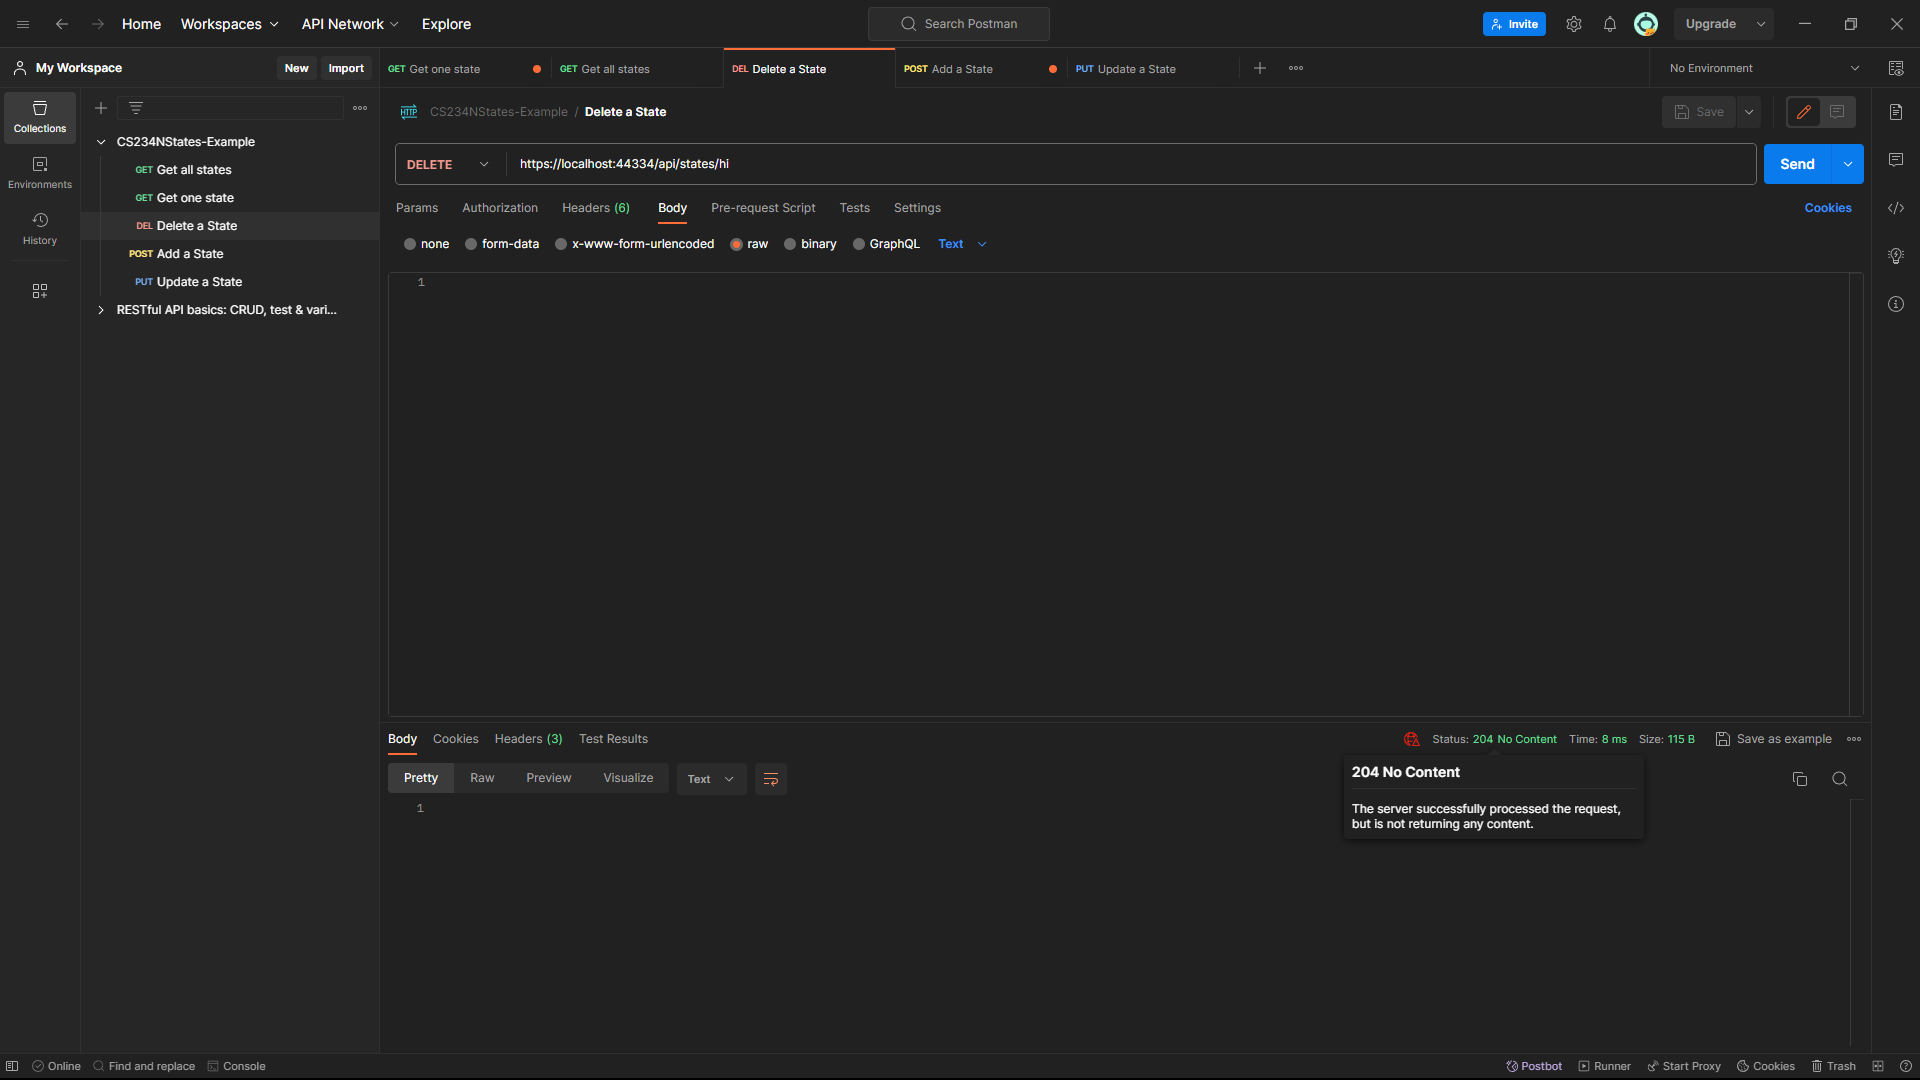 Home Workspaces API Network Explore Search Postman Invite Upgrade
My Workspace New Import GET Get one state GET Get all states DEL Delete a State POST Add a State PUT Update a State No Environment
Collections
Environments
History
CS234NStates-Example
GET Get all states
GET Get one state
DEL Delete a State
POST Add a State
PUT Update a State
RESTful API basics: CRUD, test & vari...
HTTP CS234NStates-Example / Delete a State Save
DELETE https://localhost:44334/api/states/hi Send
Params Authorization Headers (6) Body Pre-request Script Tests Settings Cookies
none form-data x-www-form-urlencoded raw binary GraphQL Text
1
Body Cookies Headers (3) Test Results Status: 204 No Content Time: 8 ms Size: 115 B Save as example
Pretty Raw Preview Visualize Text
1
204 No Content
The server successfully processed the request,
but is not returning any content.
Online Find and replace Console Postbot Runner Start Proxy Cookies Trash